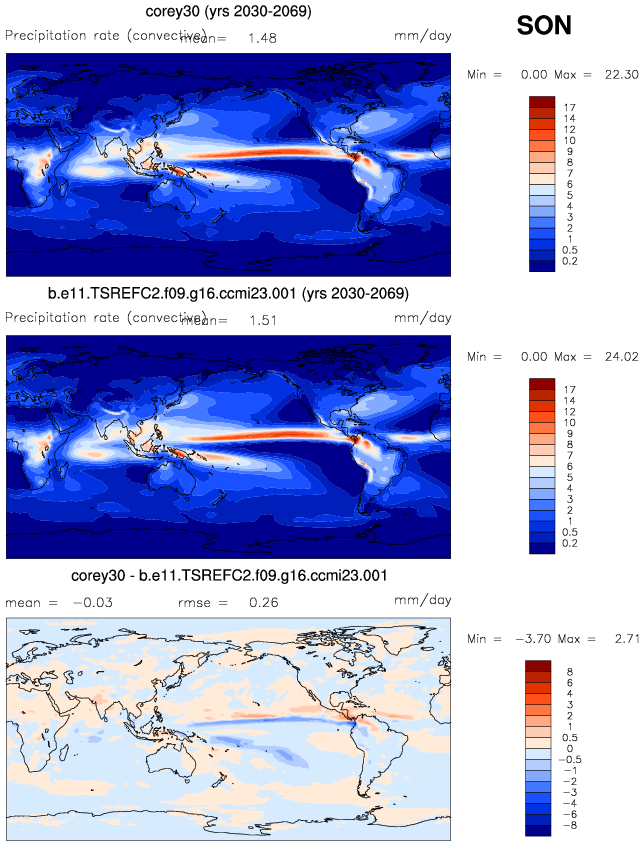 corey30 (yrs 2030-2069)
SON
Precipitation rate (convective)
mean= 1.48
mm/day
Min = 0.00 Max = 22.30
17
14
12
10
9
8
7
6
5
4
3
2
1
0.5
0.2
b.e11.TSREFC2.f09.g16.ccmi23.001 (yrs 2030-2069)
Precipitation rate (convective)
mean= 1.51
mm/day
Min = 0.00 Max = 24.02
17
14
12
10
9
8
7
6
5
4
3
2
1
0.5
0.2
corey30 - b.e11.TSREFC2.f09.g16.ccmi23.001
mean = -0.03
rmse = 0.26
mm/day
Min = -3.70 Max = 2.71
8
6
4
3
2
1
0.5
0
-0.5
-1
-2
-3
-4
-6
-8